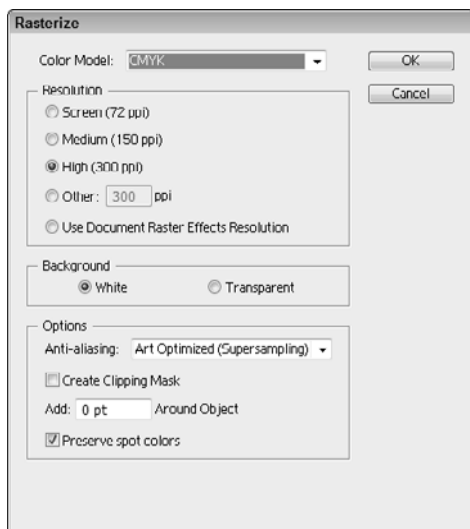 Rasterize
Color Model: CMYK
OK
Cancel
Resolution
Screen (72 ppi)
Medium (150 ppi)
High (300 ppi)
Other: 300 ppi
Use Document Raster Effects Resolution
Background
White Transparent
Options
Anti-aliasing: Art Optimized (Supersampling)
Create Clipping Mask
Add: 0 pt Around Object
Preserve spot colors